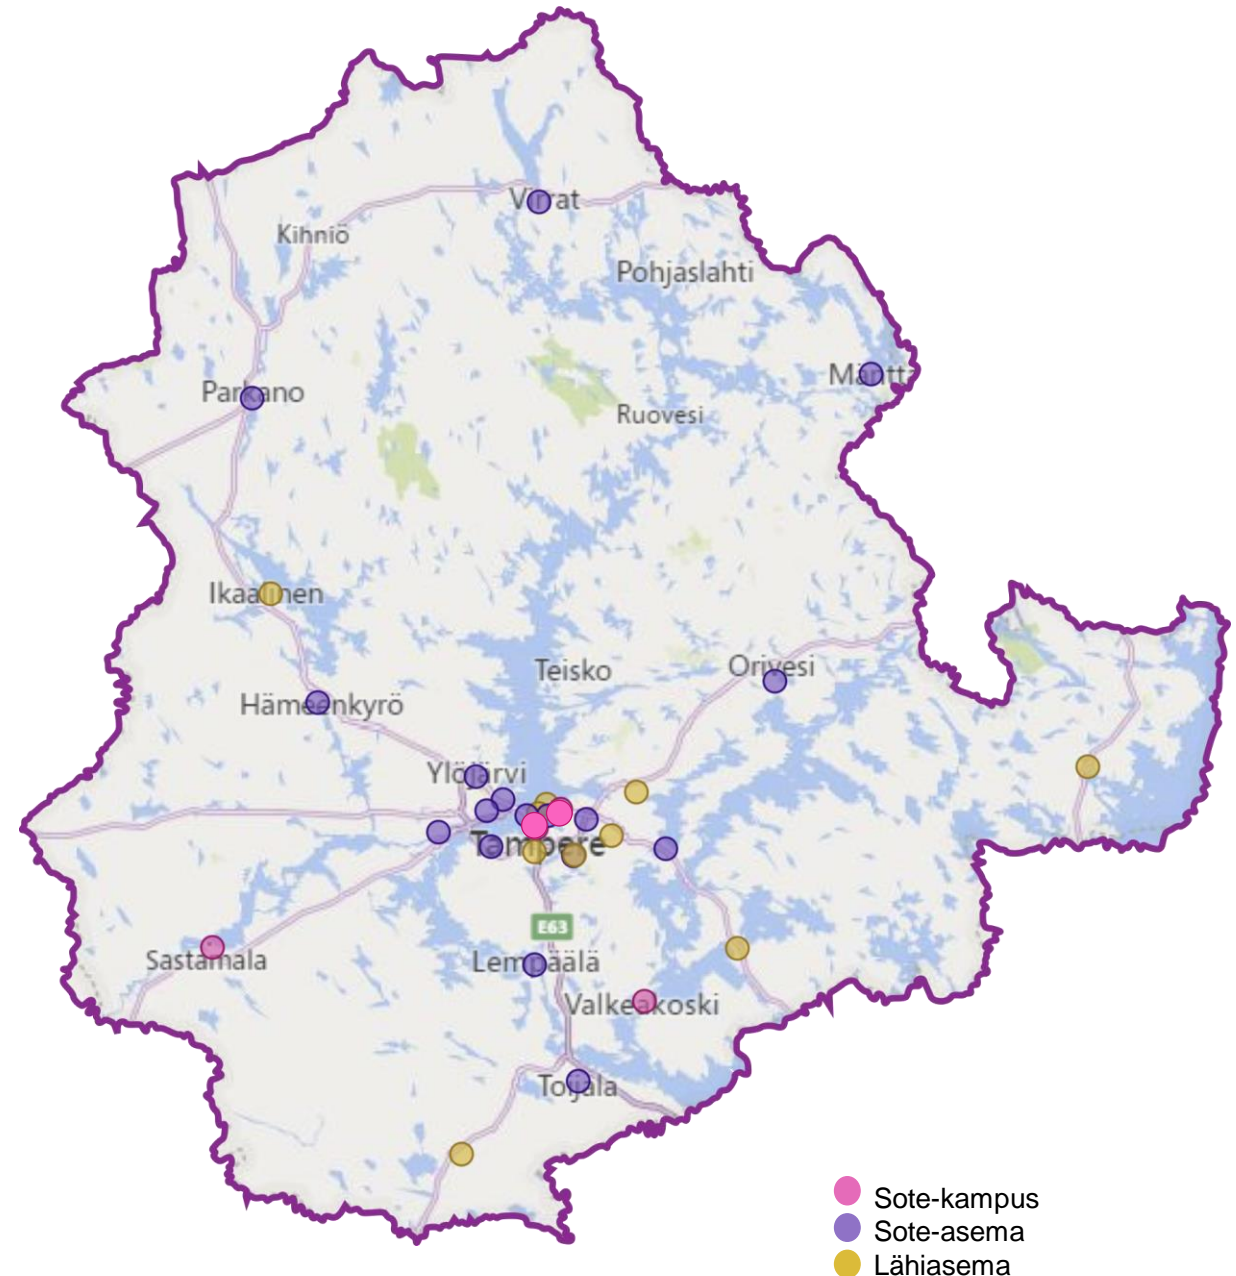 Virrat
Kihniö
Pohjaslahti
Mänttä
Parkano
Ruovesi
Ikaalinen
Teisko
Orivesi
Hämeenkyrö
Ylöjärvi
Tampere
E63
Sastamala
Lempäälä
Valkeakoski
Toijala
Sote-kampus
Sote-asema
Lähiasema